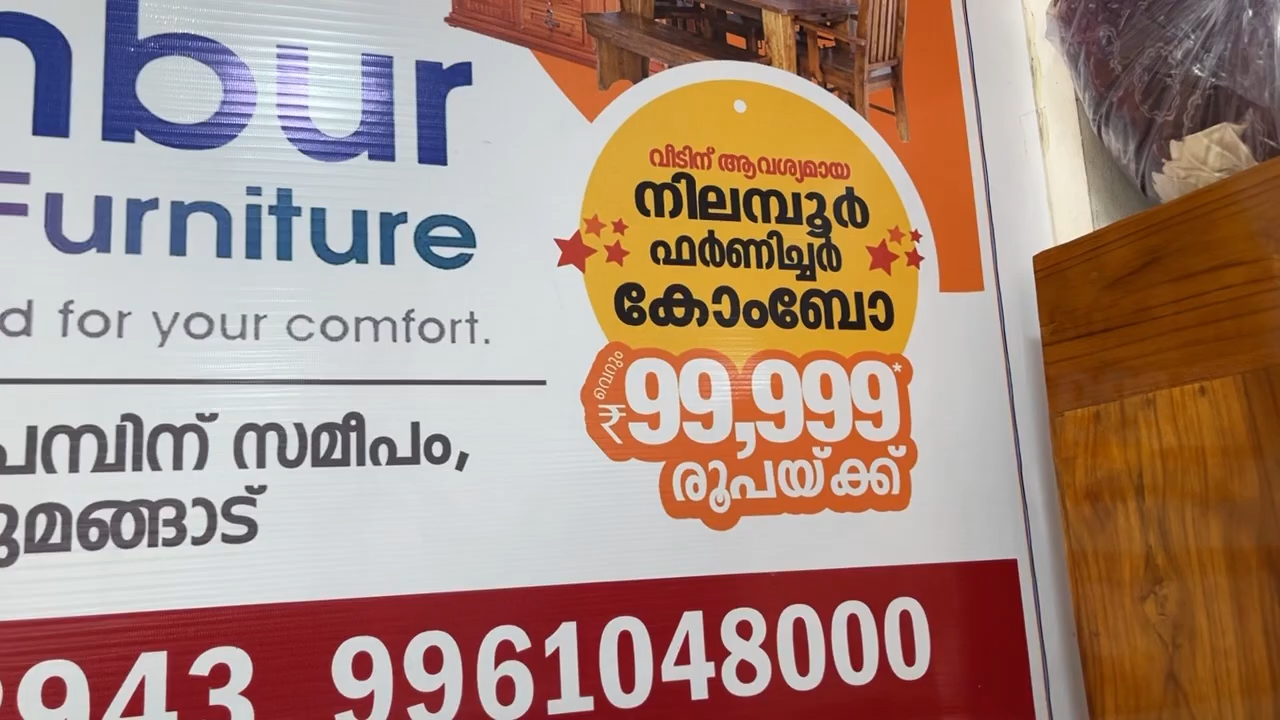 nbur
Furniture
d for your comfort.
പമ്പിന് സമീപം,
ുമങ്ങാട്
വീടിന് ആവശ്യമായ
നിലമ്പൂർ
ഫർണിച്ചർ
കോംബോ
വെറും
₹99,999*
രൂപയ്ക്ക്
943 9961048000